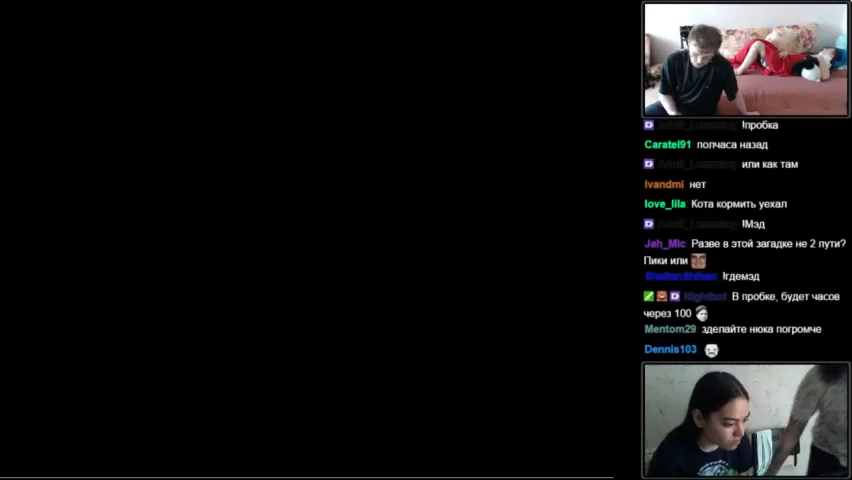 !пробка
Caratel91 полчаса назад
или как там
Ivandmi нет
love_lila Кота кормить уехал
!Мэд
Jah_Mic Разве в этой загадке не 2 пути?
Пики или
!гдемэд
Nightbot В пробке, будет часов
через 100
Mentom29 зделайте нюка погромче
Dennis103